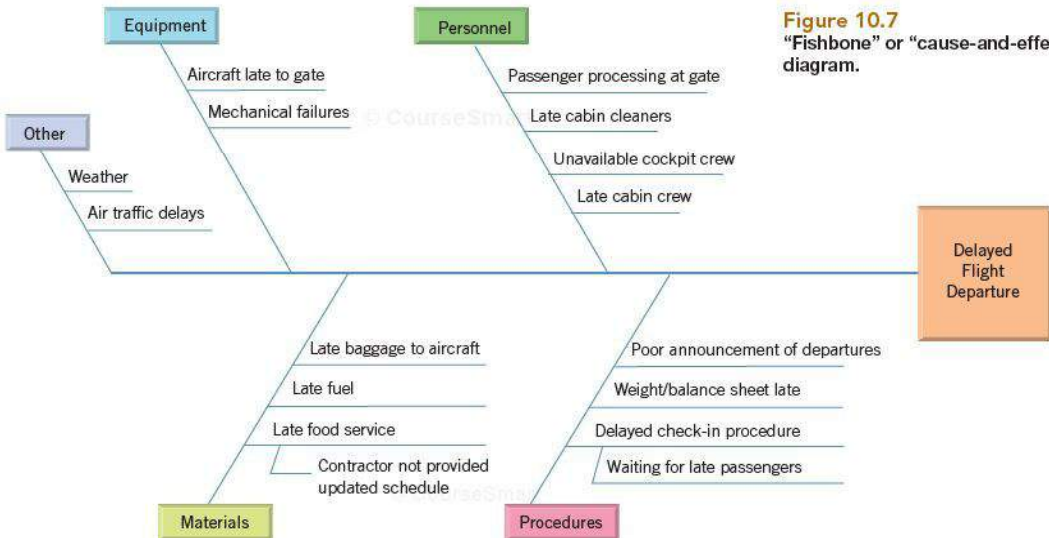 Figure 10.7
"Fishbone" or "cause-and-effe
diagram.
Equipment
Aircraft late to gate
Mechanical failures
Personnel
Passenger processing at gate
Late cabin cleaners
Unavailable cockpit crew
Late cabin crew
Other
Weather
Air traffic delays
Delayed
Flight
Departure
Late baggage to aircraft
Late fuel
Late food service
Contractor not provided
updated schedule
Materials
Poor announcement of departures
Weight/balance sheet late
Delayed check-in procedure
Waiting for late passengers
Procedures
© CourseSmar
© CourseSmar